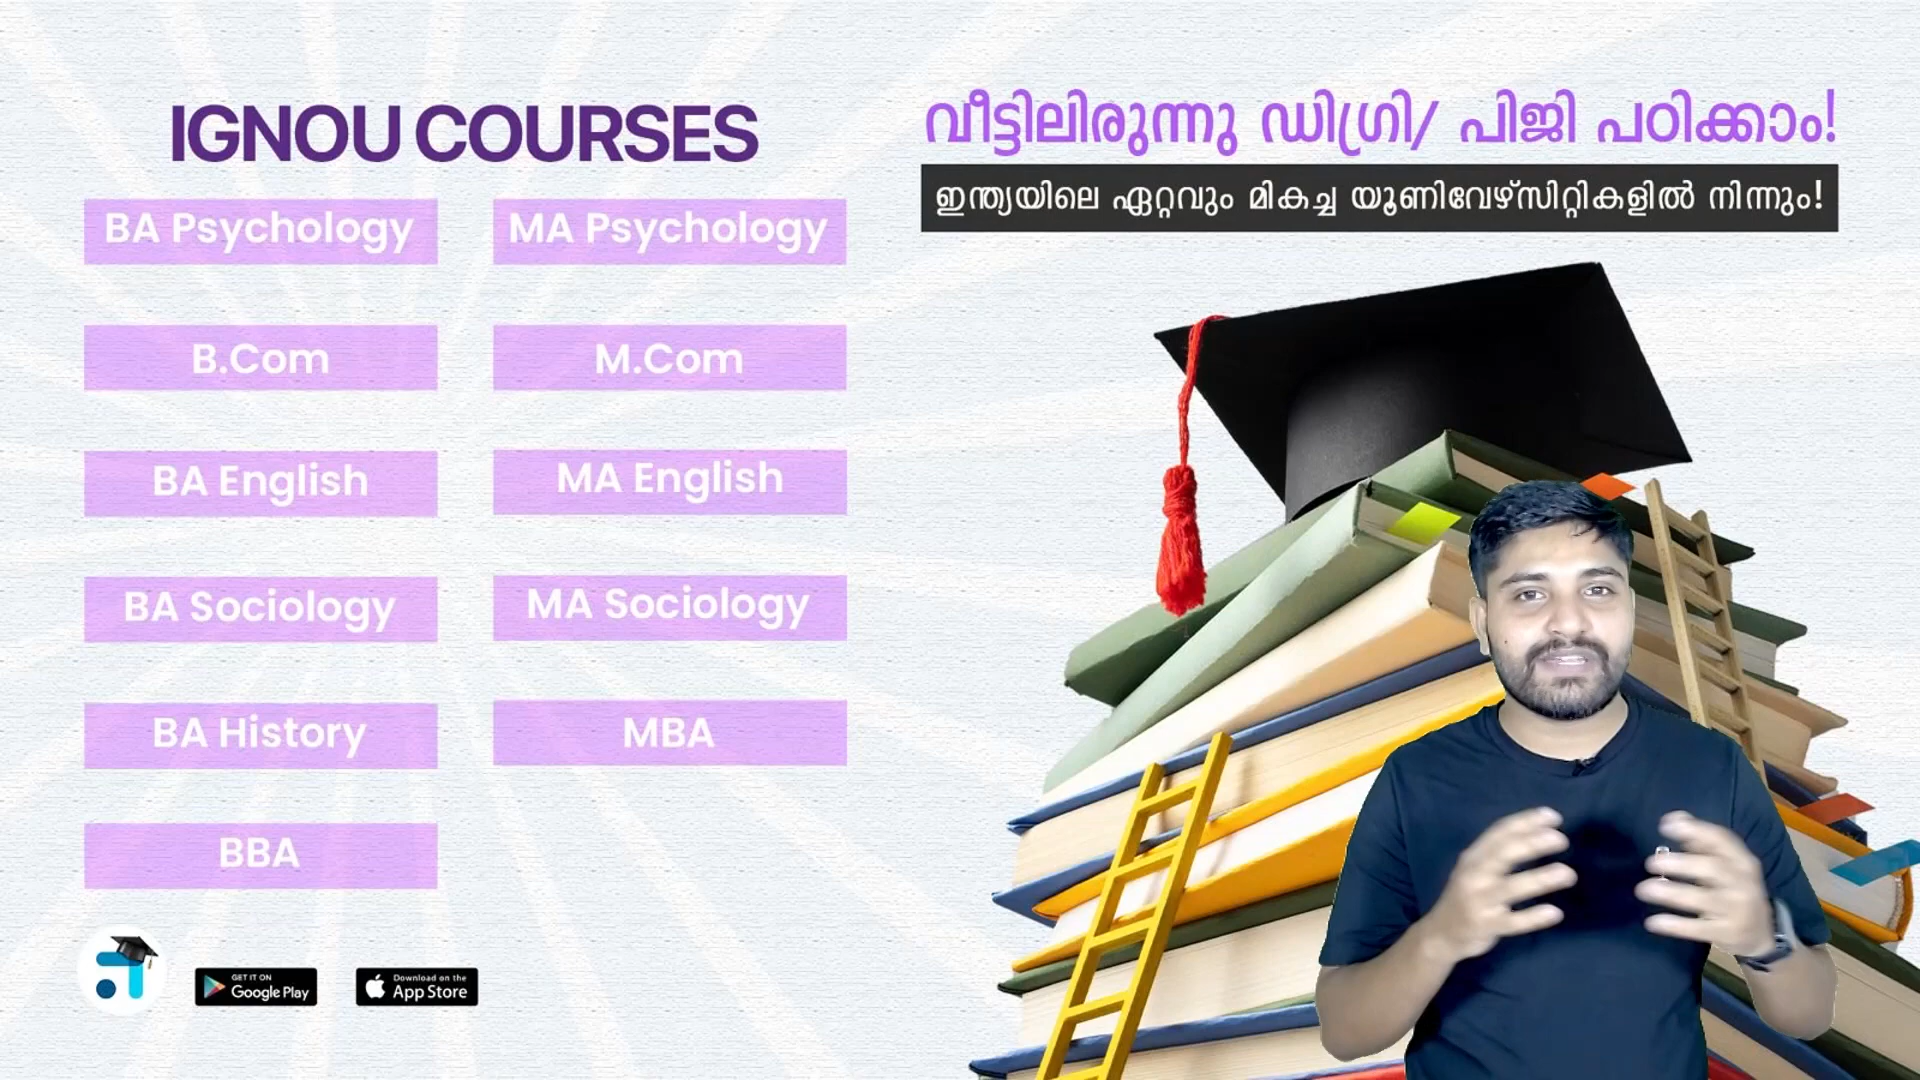 IGNOU COURSES
BA Psychology
MA Psychology
B.Com
M.Com
BA English
MA English
BA Sociology
MA Sociology
BA History
MBA
BBA
GET IT ON
Google Play
Download on the
App Store
വീട്ടിലിരുന്നു ഡിഗ്രി/ പിജി പഠിക്കാം!
ഇന്ത്യയിലെ ഏറ്റവും മികച്ച യൂണിവേഴ്സിറ്റികളിൽ നിന്നും!